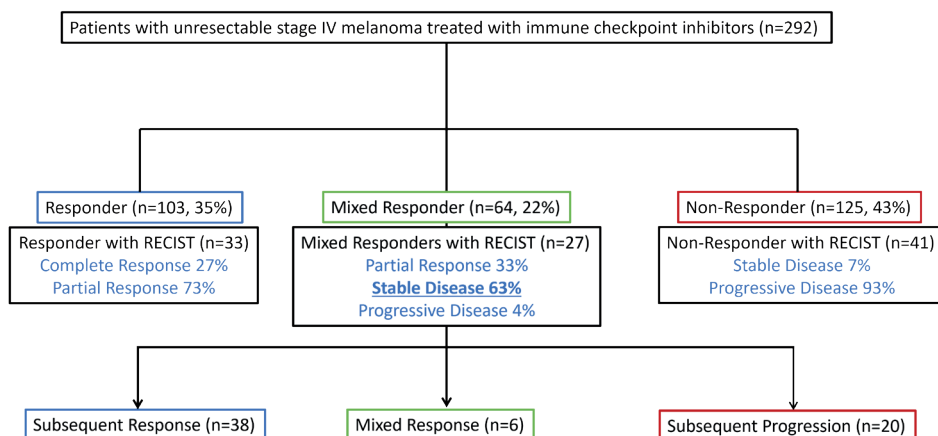 Patients with unresectable stage IV melanoma treated with immune checkpoint inhibitors (n=292)
Responder (n=103, 35%)
Mixed Responder (n=64, 22%)
Non-Responder (n=125, 43%)
Responder with RECIST (n=33)
Complete Response 27%
Partial Response 73%
Mixed Responders with RECIST (n=27)
Partial Response 33%
Stable Disease 63%
Progressive Disease 4%
Non-Responder with RECIST (n=41)
Stable Disease 7%
Progressive Disease 93%
Subsequent Response (n=38)
Mixed Response (n=6)
Subsequent Progression (n=20)